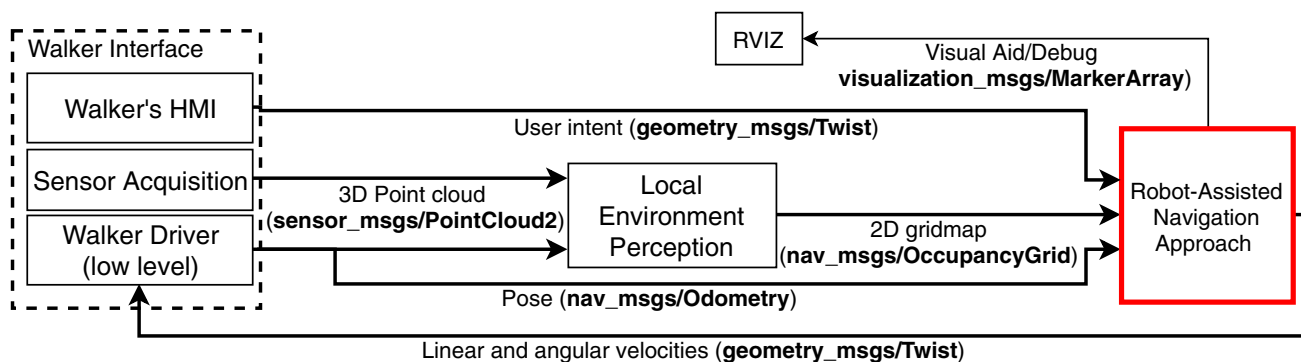 Walker Interface
RVIZ
Visual Aid/Debug
visualization_msgs/MarkerArray)
Walker's HMI
User intent (geometry_msgs/Twist)
Sensor Acquisition
3D Point cloud
(sensor_msgs/PointCloud2)
Local
Environment
Perception
Robot-Assisted
Navigation
Approach
Walker Driver
(low level)
2D gridmap
(nav_msgs/OccupancyGrid)
Pose (nav_msgs/Odometry)
Linear and angular velocities (geometry_msgs/Twist)